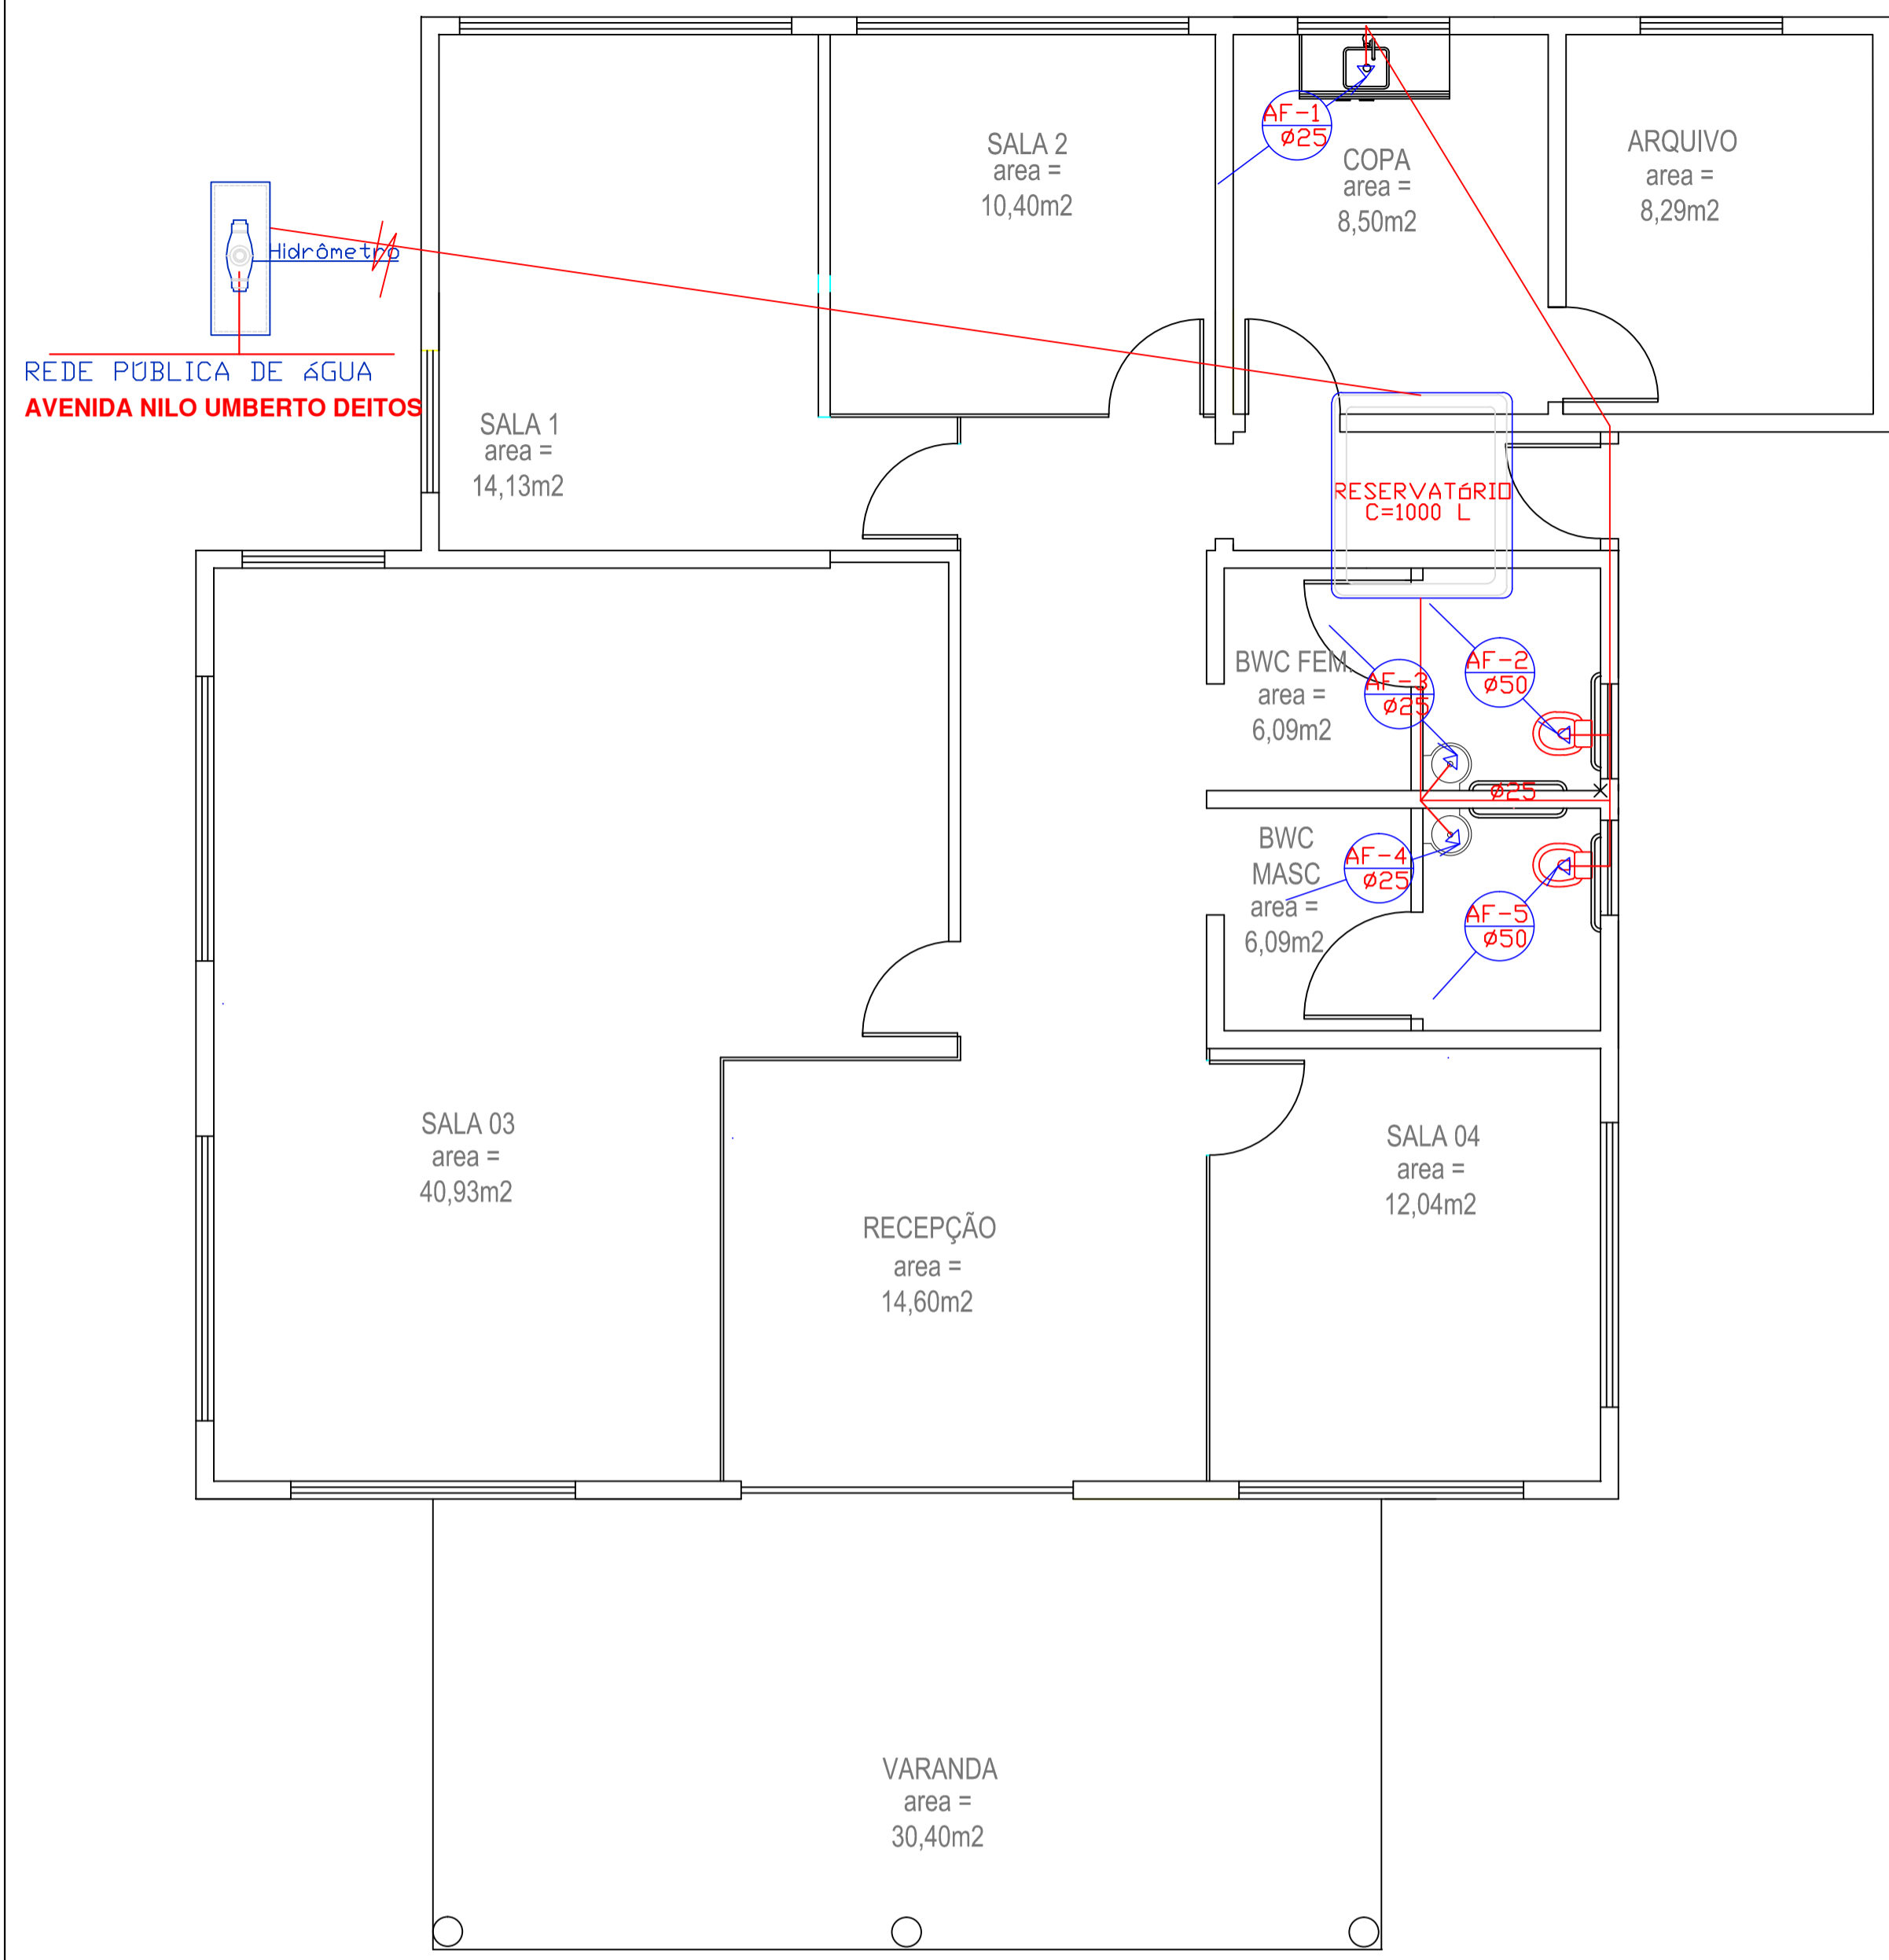 AF-1
Ø25
SALA 2
area =
10,40m2
COPA
area =
8,50m2
ARQUIVO
area =
8,29m2
Hidrômetro
REDE PÚBLICA DE áGUA
AVENIDA NILO UMBERTO DEITOS
SALA 1
area =
14,13m2
RESERVATóRIO
C=1000 L
BWC FEM.
area =
6,09m2
AF-3
Ø25
AF-2
Ø50
Ø25
BWC
MASC
area =
6,09m2
AF-4
Ø25
AF-5
Ø50
SALA 03
area =
40,93m2
SALA 04
area =
12,04m2
RECEPÇÃO
area =
14,60m2
VARANDA
area =
30,40m2